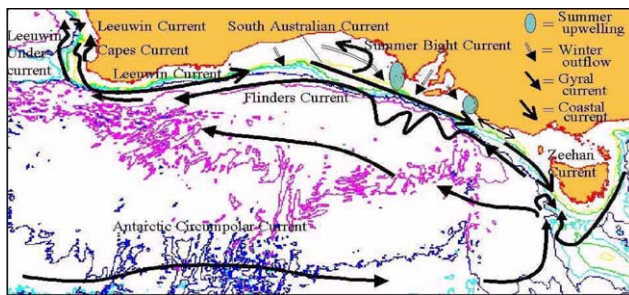 Leeuwin Current
South Australian Current
= Summer
upwelling
Leeuwin
Under-
current
Capes Current
Summer Bight Current
= Winter
outflow
Leeuwin Current
= Gyral
current
Flinders Current
= Coastal
current
Zeehan
Current
Antarctic Circumpolar Current